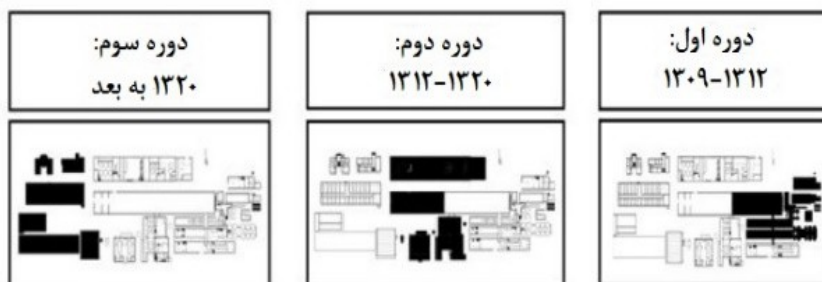 دوره اول:
۱۳۰۹-۱۳۱۲
دوره دوم:
۱۳۱۲-۱۳۲۰
دوره سوم:
۱۳۲۰ به بعد